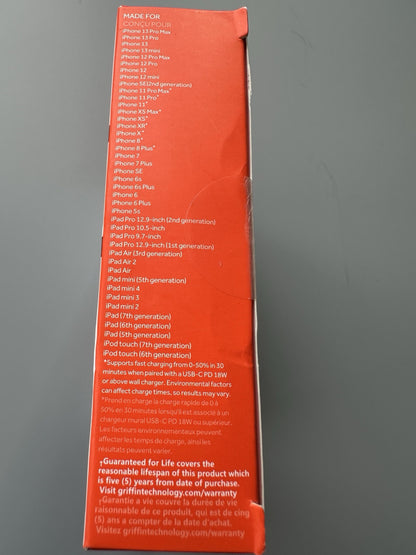 MADE FOR
CONÇU POUR
iPhone 13 Pro Max
iPhone 13 Pro
iPhone 13
iPhone 13 mini
iPhone 12 Pro Max
iPhone 12 Pro
iPhone 12
iPhone 12 mini
iPhone SE(2nd generation)
iPhone 11 Pro Max*
iPhone 11 Pro*
iPhone 11*
iPhone XS Max*
iPhone XS*
iPhone XR*
iPhone X*
iPhone 8*
iPhone 8 Plus*
iPhone 7
iPhone 7 Plus
iPhone SE
iPhone 6s
iPhone 6s Plus
iPhone 6
iPhone 6 Plus
iPhone 5s
iPad Pro 12.9-inch (2nd generation)
iPad Pro 10.5-inch
iPad Pro 9.7-inch
iPad Pro 12.9-inch (1st generation)
iPad Air (3rd generation)
iPad Air 2
iPad Air
iPad mini (5th generation)
iPad mini 4
iPad mini 3
iPad mini 2
iPad (7th generation)
iPad (6th generation)
iPad (5th generation)
iPod touch (7th generation)
iPod touch (6th generation)
*Supports fast charging from 0-50% in 30
minutes when paired with a USB-C PD 18W
or above wall charger. Environmental factors
can affect charge times, so results may vary.
*Prend en charge la charge rapide de 0 à
50% en 30 minutes lorsqu'il est associé à un
chargeur mural USB-C PD 18W ou supérieur.
Les facteurs environnementaux peuvent
affecter les temps de charge, ainsi les
résultats peuvent varier.
†Guaranteed for Life covers the
reasonable lifespan of this product which
is five (5) years from date of purchase.
Visit griffintechnology.com/warranty
†Garantie a vie couvre la durée de vie
raisonnable de ce produit, qui est de cinq
(5) ans a compter de la date d'achat.
Visitez griffintechnology.com/warranty